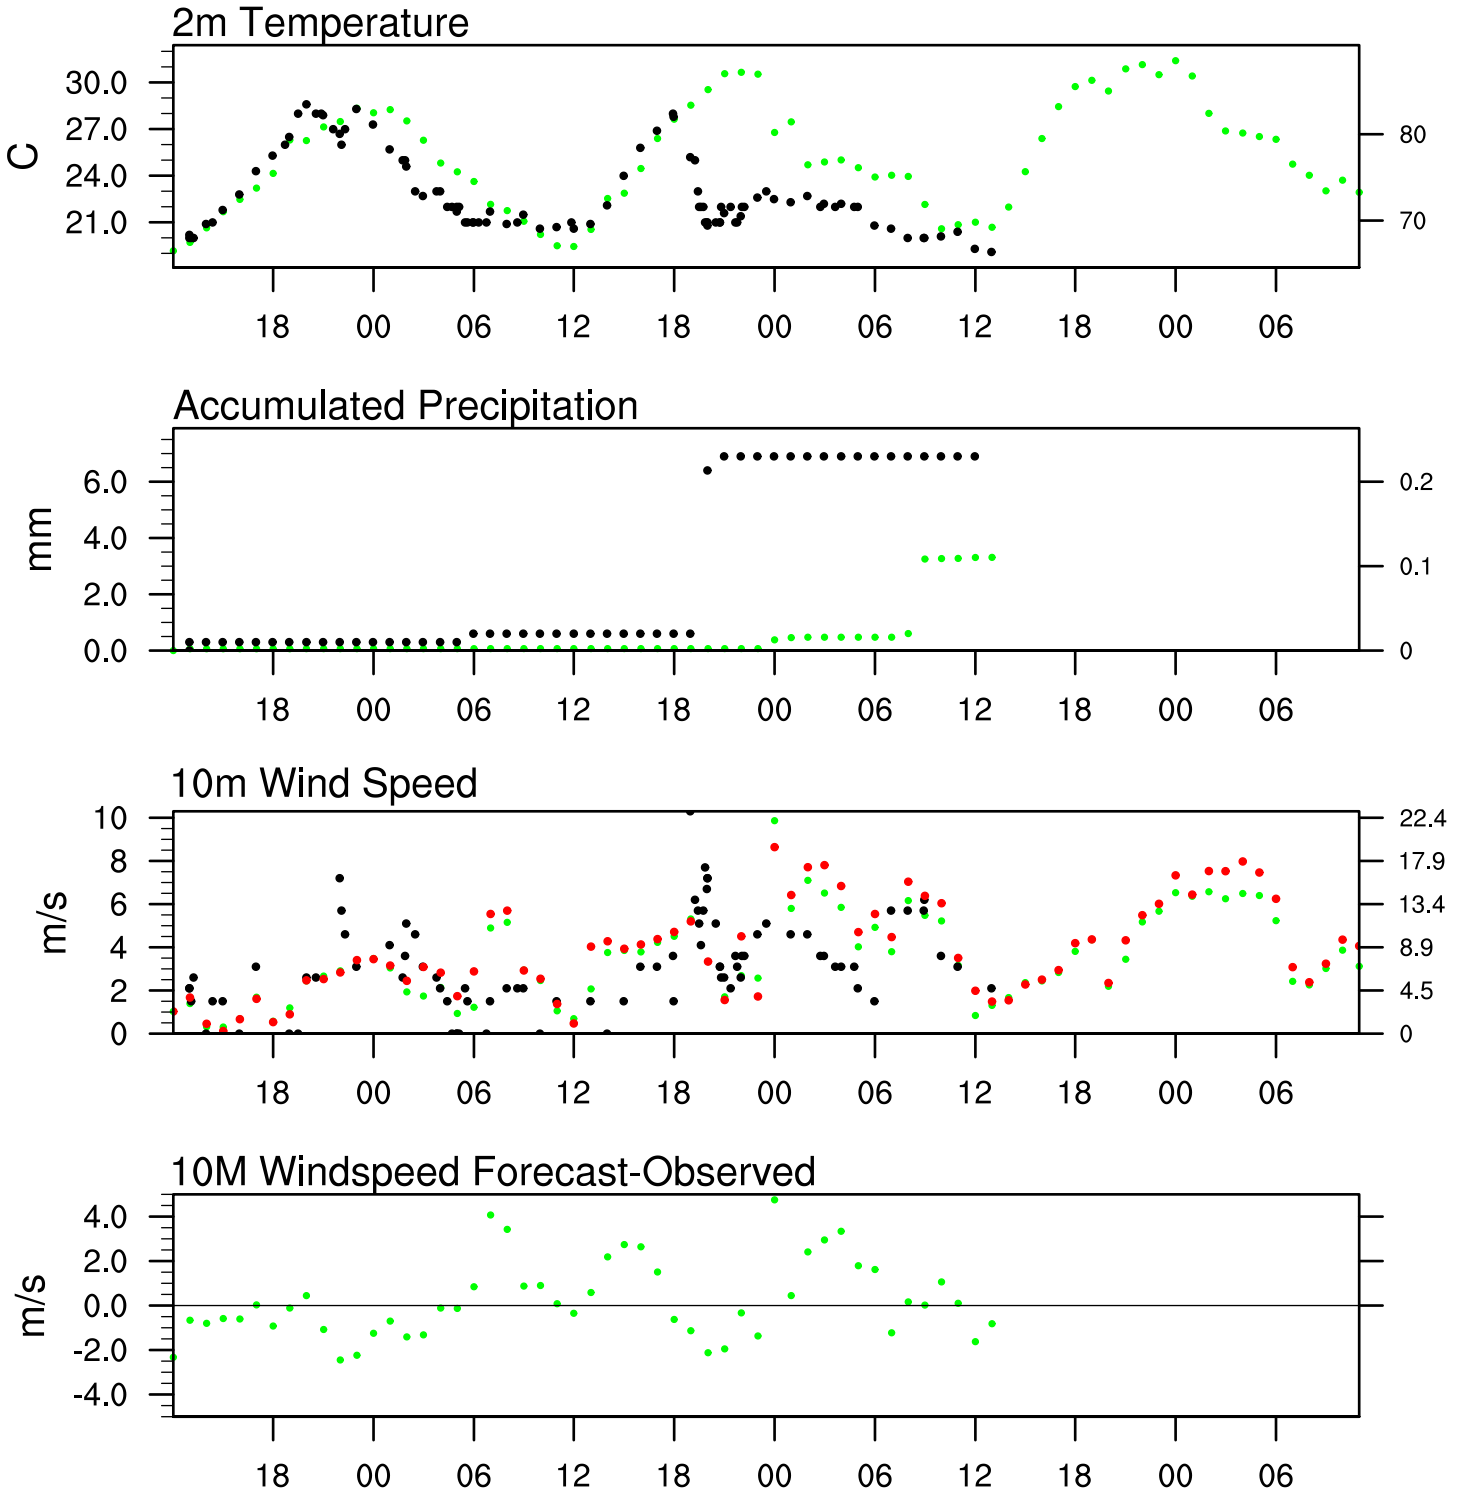 2m Temperature
30.0
27.0
24.0
21.0
C
80
70
18 00 06 12 18 00 06 12 18 00 06
Accumulated Precipitation
6.0
4.0
2.0
0.0
mm
0.2
0.1
0
18 00 06 12 18 00 06 12 18 00 06
10m Wind Speed
10
8
6
4
2
0
m/s
22.4
17.9
13.4
8.9
4.5
0
18 00 06 12 18 00 06 12 18 00 06
10M Windspeed Forecast-Observed
4.0
2.0
0.0
-2.0
-4.0
m/s
18 00 06 12 18 00 06 12 18 00 06